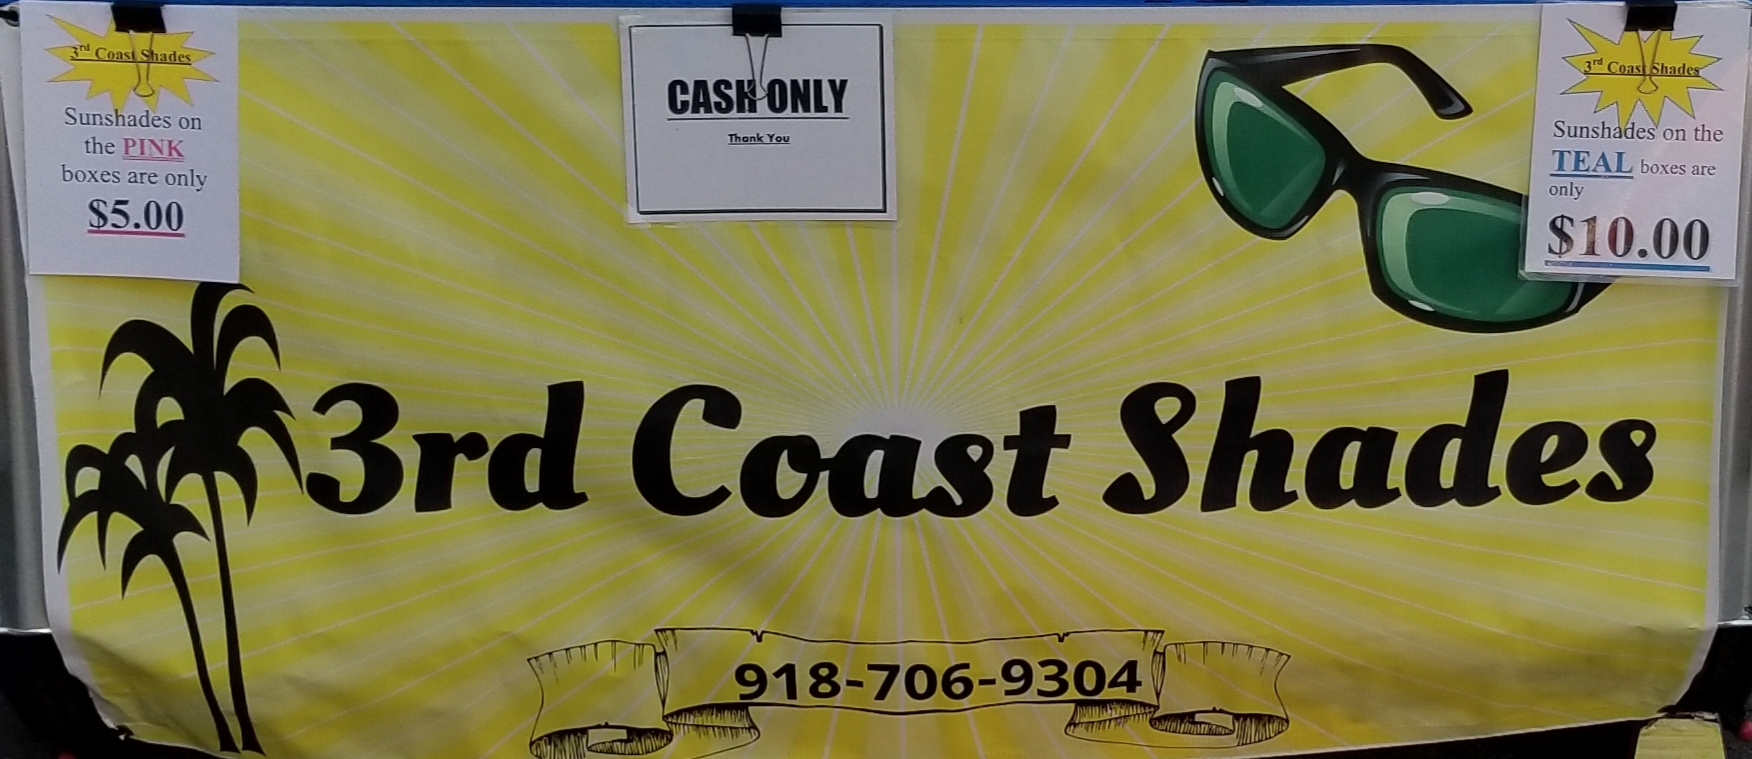 3rd Coast Shades
Sunshades on
the PINK
boxes are only
$5.00
CASH ONLY
Thank You
3rd Coast Shades
Sunshades on the
TEAL boxes are
only
$10.00
3rd Coast Shades
918-706-9304